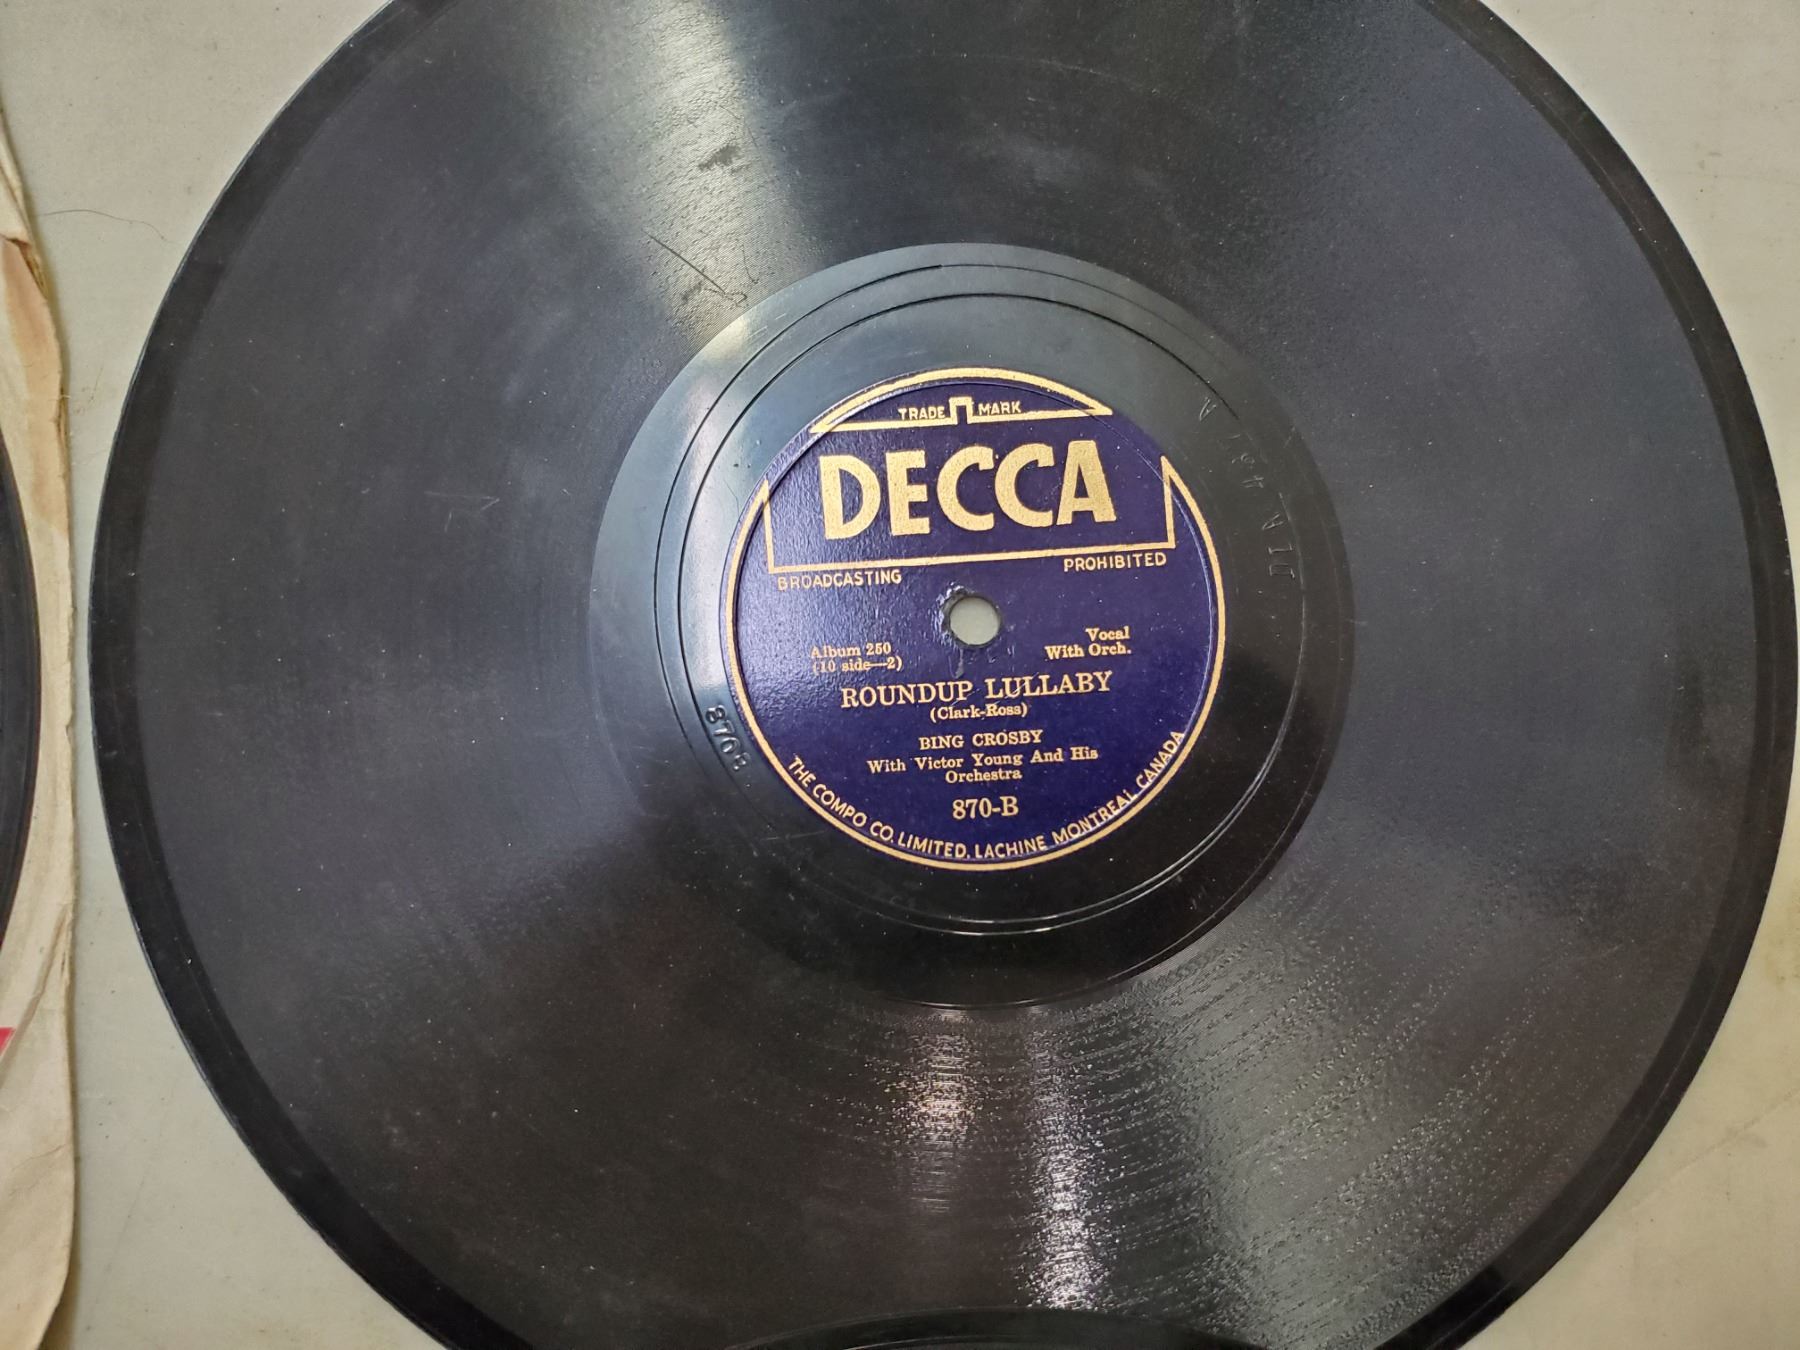 TRADE MARK
DECCA
BROADCASTING PROHIBITED
Album 250
(10 side—2)
Vocal
With Orch.
ROUNDUP LULLABY
(Clark-Ross)
BING CROSBY
With Victor Young And His
Orchestra
870-B
THE COMPO CO. LIMITED, LACHINE MONTREAL CANADA
DLA
A